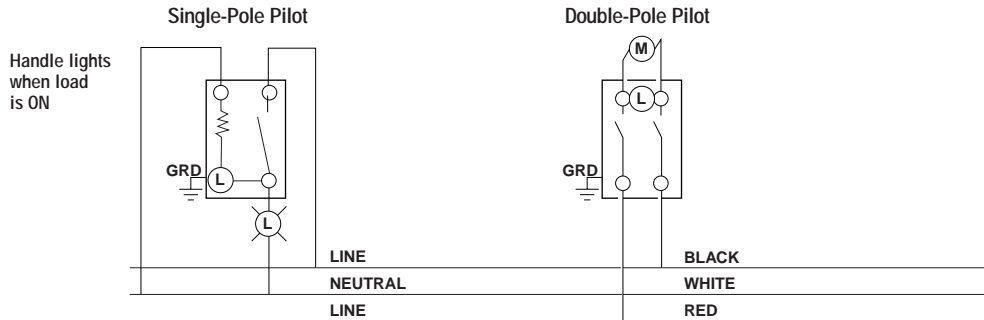 Single-Pole Pilot
Double-Pole Pilot
Handle lights
when load
is ON
M
L
GRD
L
L
GRD
LINE
BLACK
NEUTRAL
WHITE
LINE
RED